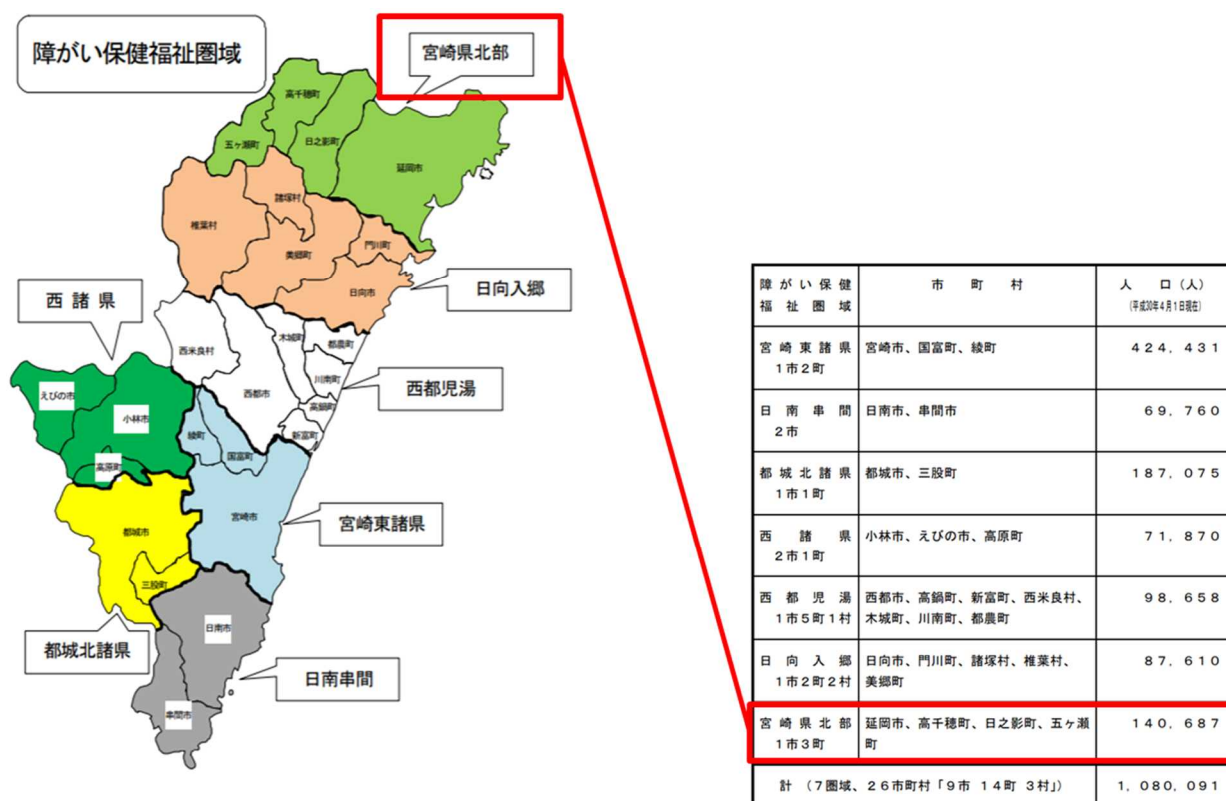 障がい保健福祉圏域
宮崎県北部
高千穂町
日之影町
五ヶ瀬町
延岡市
諸塚村
椎葉村
美郷町
門川町
日向市
日向入郷
西諸県
西米良村
木城町
都農町
川南町
西都市
高鍋町
新富町
西都児湯
えびの市
小林市
高原町
綾町
国富町
宮崎市
宮崎東諸県
都城市
三股町
都城北諸県
日南市
串間市
日南串間
障がい保健 市町村 人口(人)
福祉圏域 (平成30年4月1日現在)
宮崎東諸県 宮崎市、国富町、綾町 424,431
1市2町
日南串間 日南市、串間市 69,760
2市
都城北諸県 都城市、三股町 187,075
1市1町
西諸県 小林市、えびの市、高原町 71,870
2市1町
西都児湯 西都市、高鍋町、新富町、西米良村、 98,658
1市5町1村 木城町、川南町、都農町
日向入郷 日向市、門川町、諸塚村、椎葉村、 87,610
1市2町2村 美郷町
宮崎県北部 延岡市、高千穂町、日之影町、五ヶ瀬 140,687
1市3町 町
計 (7圏域、26市町村「9市 14町 3村」) 1,080,091